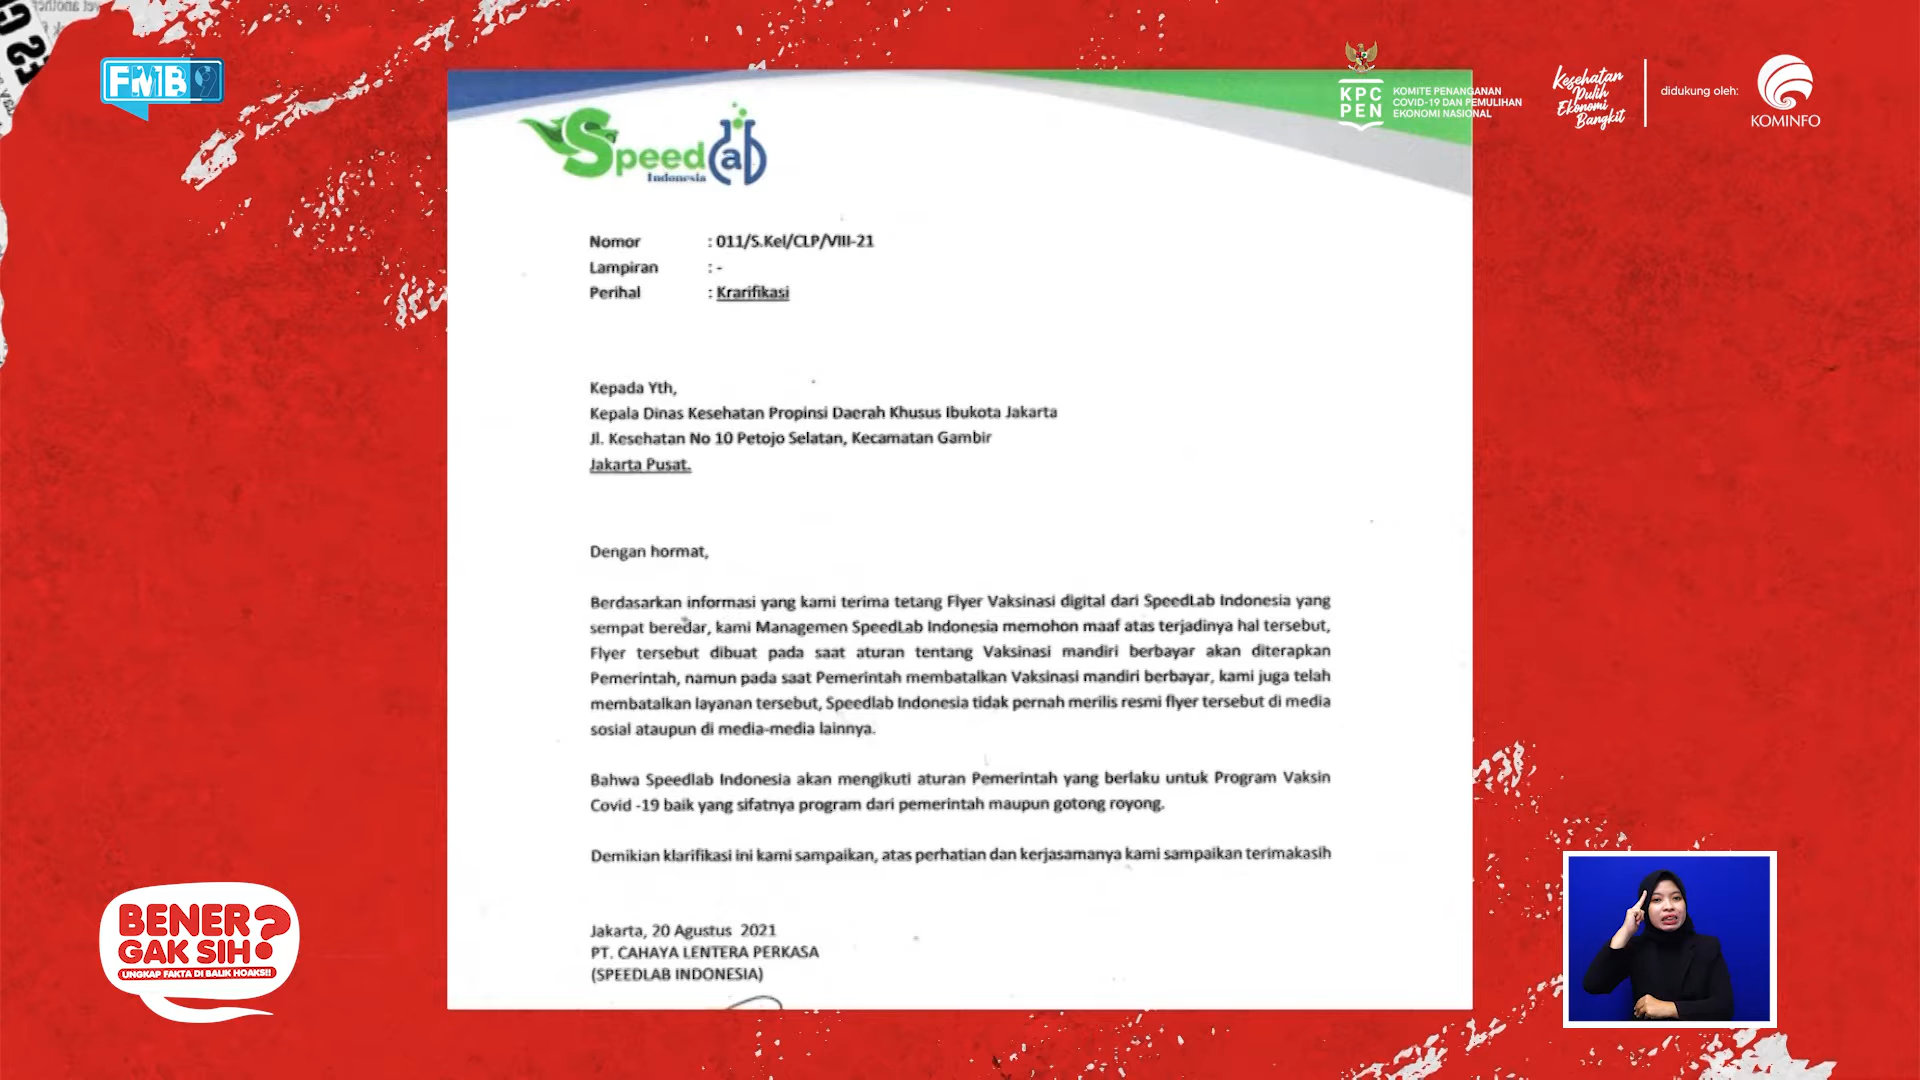 FMB 9
KPC PEN
KOMITE PENANGANAN
COVID-19 DAN PEMULIHAN
EKONOMI NASIONAL
Kesehatan
Pulih
Ekonomi
Bangkit
didukung oleh:
KOMINFO
SpeedLab
Indonesia
Nomor : 011/S.Kel/CLP/VIII-21
Lampiran : -
Perihal : Krarifikasi
Kepada Yth,
Kepala Dinas Kesehatan Propinsi Daerah Khusus Ibukota Jakarta
Jl. Kesehatan No 10 Petojo Selatan, Kecamatan Gambir
Jakarta Pusat.
Dengan hormat,
Berdasarkan informasi yang kami terima tetang Flyer Vaksinasi digital dari SpeedLab Indonesia yang
sempat beredar, kami Managemen SpeedLab Indonesia memohon maaf atas terjadinya hal tersebut,
Flyer tersebut dibuat pada saat aturan tentang Vaksinasi mandiri berbayar akan diterapkan
Pemerintah, namun pada saat Pemerintah membatalkan Vaksinasi mandiri berbayar, kami juga telah
membatalkan layanan tersebut, Speedlab Indonesia tidak pernah merilis resmi flyer tersebut di media
sosial ataupun di media-media lainnya.
Bahwa Speedlab Indonesia akan mengikuti aturan Pemerintah yang berlaku untuk Program Vaksin
Covid -19 baik yang sifatnya program dari pemerintah maupun gotong royong.
Demikian klarifikasi ini kami sampaikan, atas perhatian dan kerjasamanya kami sampaikan terimakasih
Jakarta, 20 Agustus 2021
PT. CAHAYA LENTERA PERKASA
(SPEEDLAB INDONESIA)
BENER
GAK SIH?
UNGKAP FAKTA DI BALIK HOAKS!!